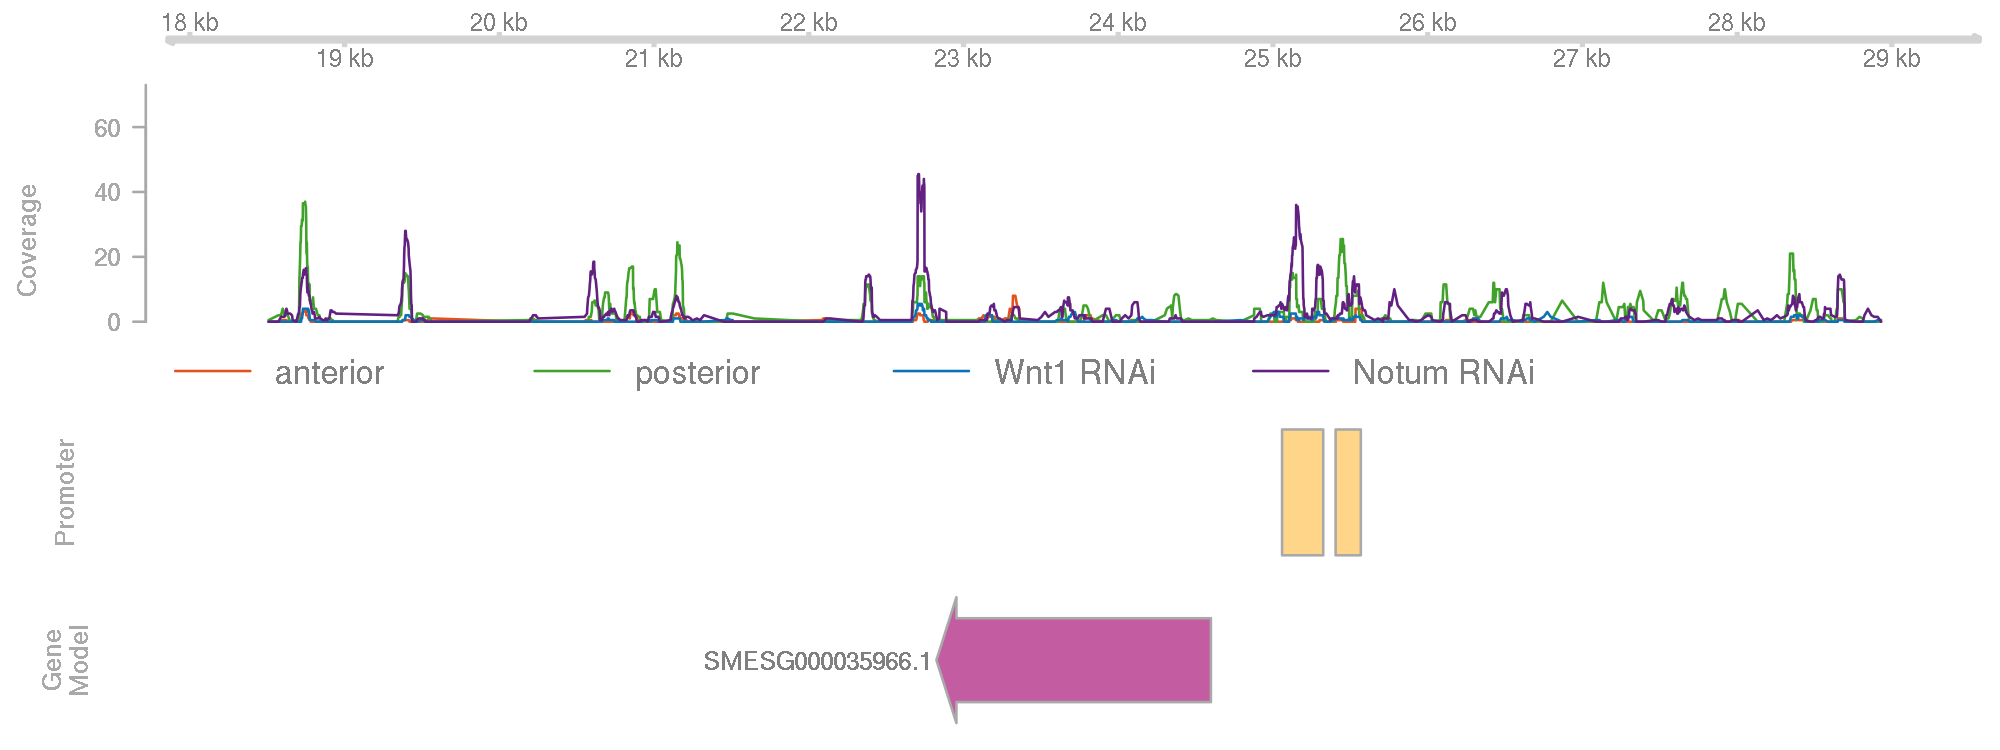 18 kb 20 kb 22 kb 24 kb 26 kb 28 kb
19 kb 21 kb 23 kb 25 kb 27 kb 29 kb
Coverage
60
40
20
0
anterior posterior Wnt1 RNAi Notum RNAi
Promoter
Gene
Model
SMESG000035966.1